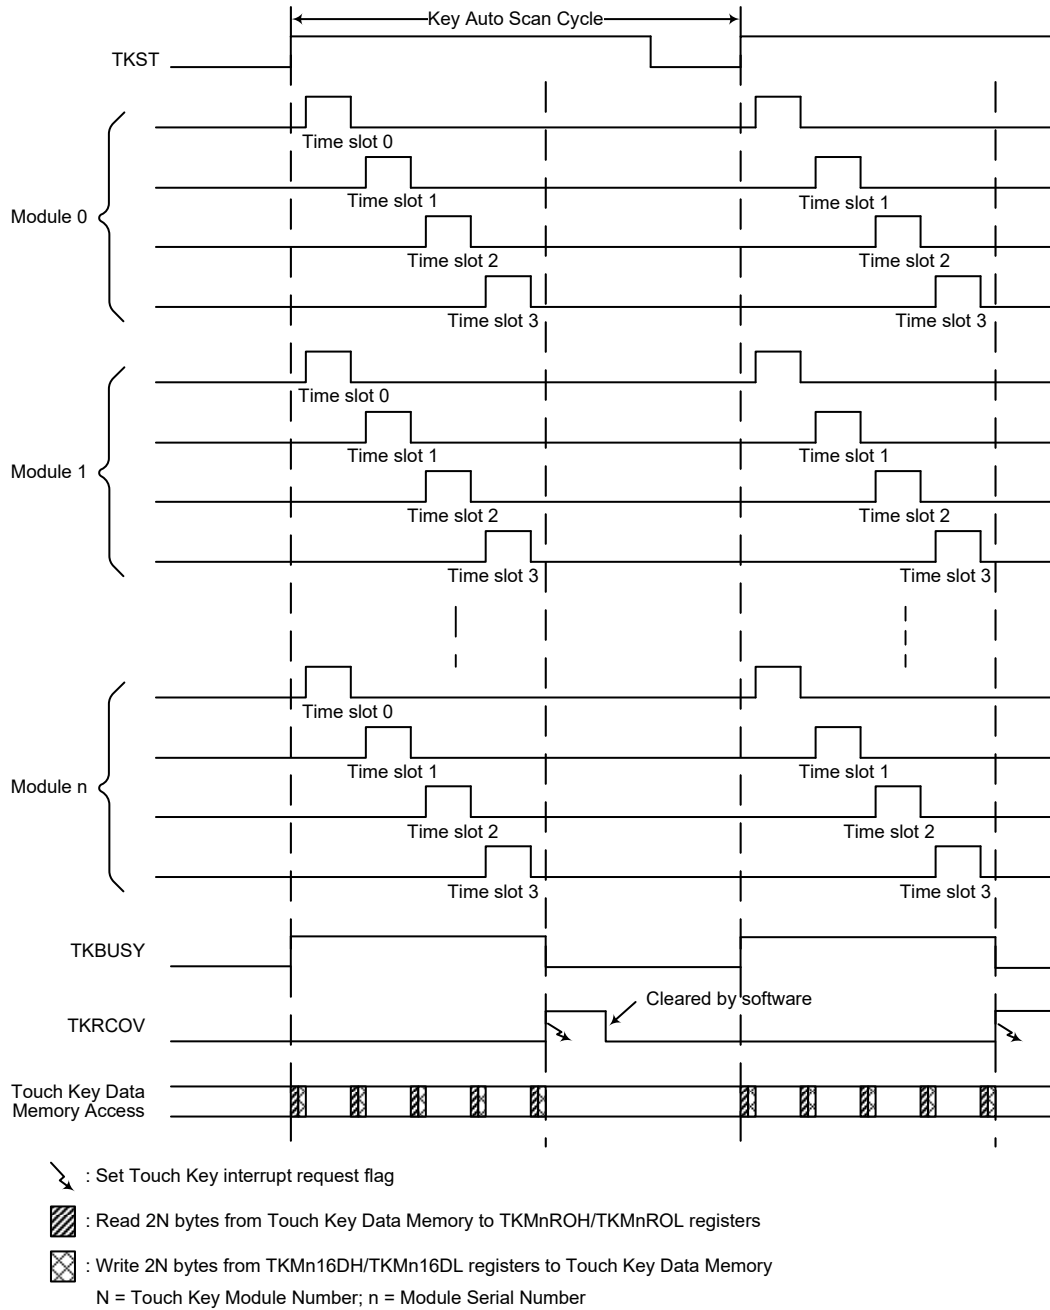 Key Auto Scan Cycle
TKST
Time slot 0
Time slot 1
Time slot 1
Module 0
Time slot 2
Time slot 2
Time slot 3
Time slot 3
Time slot 0
Time slot 1
Time slot 1
Module 1
Time slot 2
Time slot 2
Time slot 3
Time slot 3
Time slot 0
Time slot 1
Time slot 1
Module n
Time slot 2
Time slot 2
Time slot 3
Time slot 3
TKBUSY
Cleared by software
TKRCOV
Touch Key Data
Memory Access
: Set Touch Key interrupt request flag
: Read 2N bytes from Touch Key Data Memory to TKMnROH/TKMnROL registers
: Write 2N bytes from TKMn16DH/TKMn16DL registers to Touch Key Data Memory
N = Touch Key Module Number; n = Module Serial Number